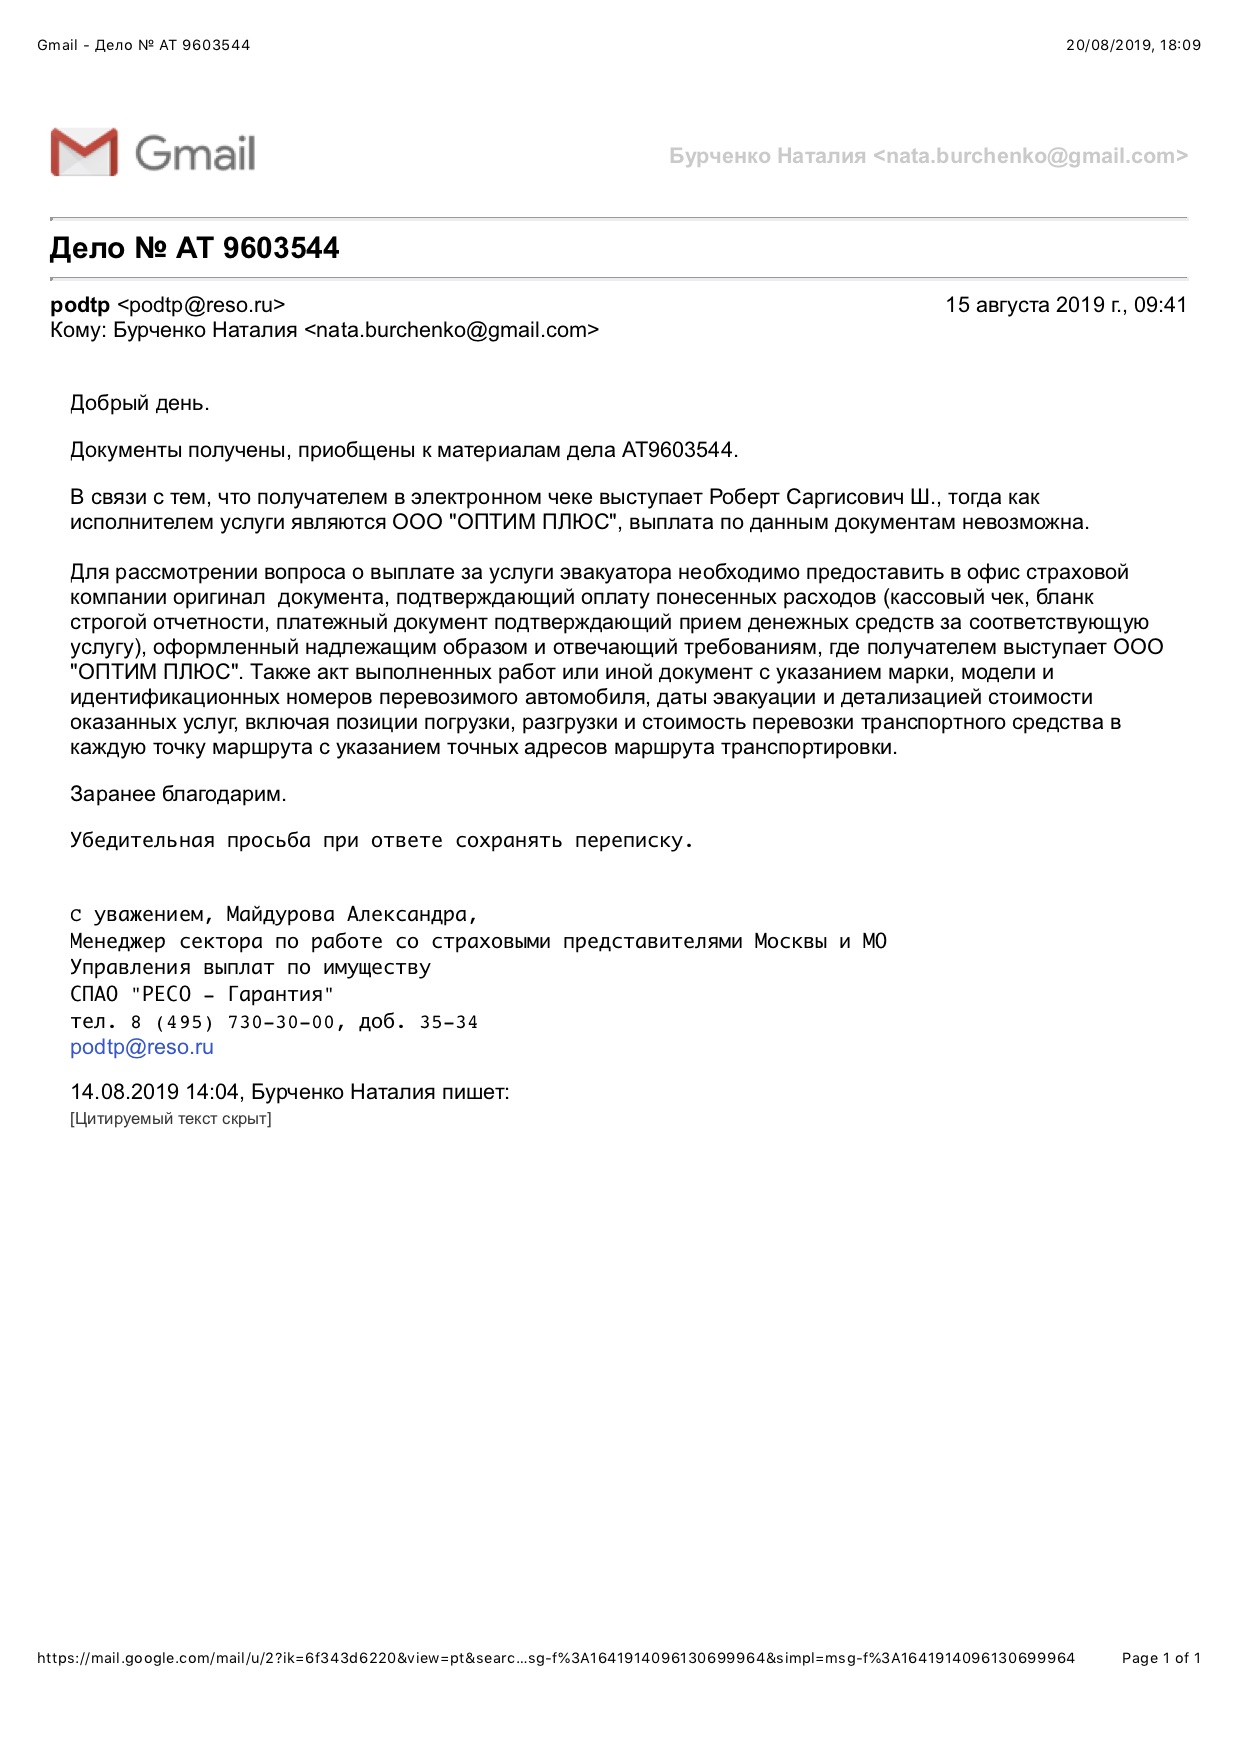 Gmail - Дело № АТ 9603544
20/08/2019, 18:09
Gmail
Бурченко Наталия <nata.burchenko@gmail.com>
Дело № АТ 9603544
podtp <podtp@reso.ru>
15 августа 2019 г., 09:41
Кому: Бурченко Наталия <nata.burchenko@gmail.com>
Добрый день.
Документы получены, приобщены к материалам дела АТ9603544.
В связи с тем, что получателем в электронном чеке выступает Роберт Саргисович Ш., тогда как
исполнителем услуги являются ООО "ОПТИМ ПЛЮС", выплата по данным документам невозможна.
Для рассмотрении вопроса о выплате за услуги эвакуатора необходимо предоставить в офис страховой
компании оригинал  документа, подтверждающий оплату понесенных расходов (кассовый чек, бланк
строгой отчетности, платежный документ подтверждающий прием денежных средств за соответствующую
услугу), оформленный надлежащим образом и отвечающий требованиям, где получателем выступает ООО
"ОПТИМ ПЛЮС". Также акт выполненных работ или иной документ с указанием марки, модели и
идентификационных номеров перевозимого автомобиля, даты эвакуации и детализацией стоимости
оказанных услуг, включая позиции погрузки, разгрузки и стоимость перевозки транспортного средства в
каждую точку маршрута с указанием точных адресов маршрута транспортировки.
Заранее благодарим.
Убедительная просьба при ответе сохранять переписку.
С уважением, Майдурова Александра,
Менеджер сектора по работе со страховыми представителями Москвы и МО
Управления выплат по имуществу
СПАО "РЕСО - Гарантия"
тел. 8 (495) 730-30-00, доб. 35-34
podtp@reso.ru
14.08.2019 14:04, Бурченко Наталия пишет:
[Цитируемый текст скрыт]
https://mail.google.com/mail/u/2?ik=6f343d6220&view=pt&searc…sg-f%3A1641914096130699964&simpl=msg-f%3A1641914096130699964
Page 1 of 1